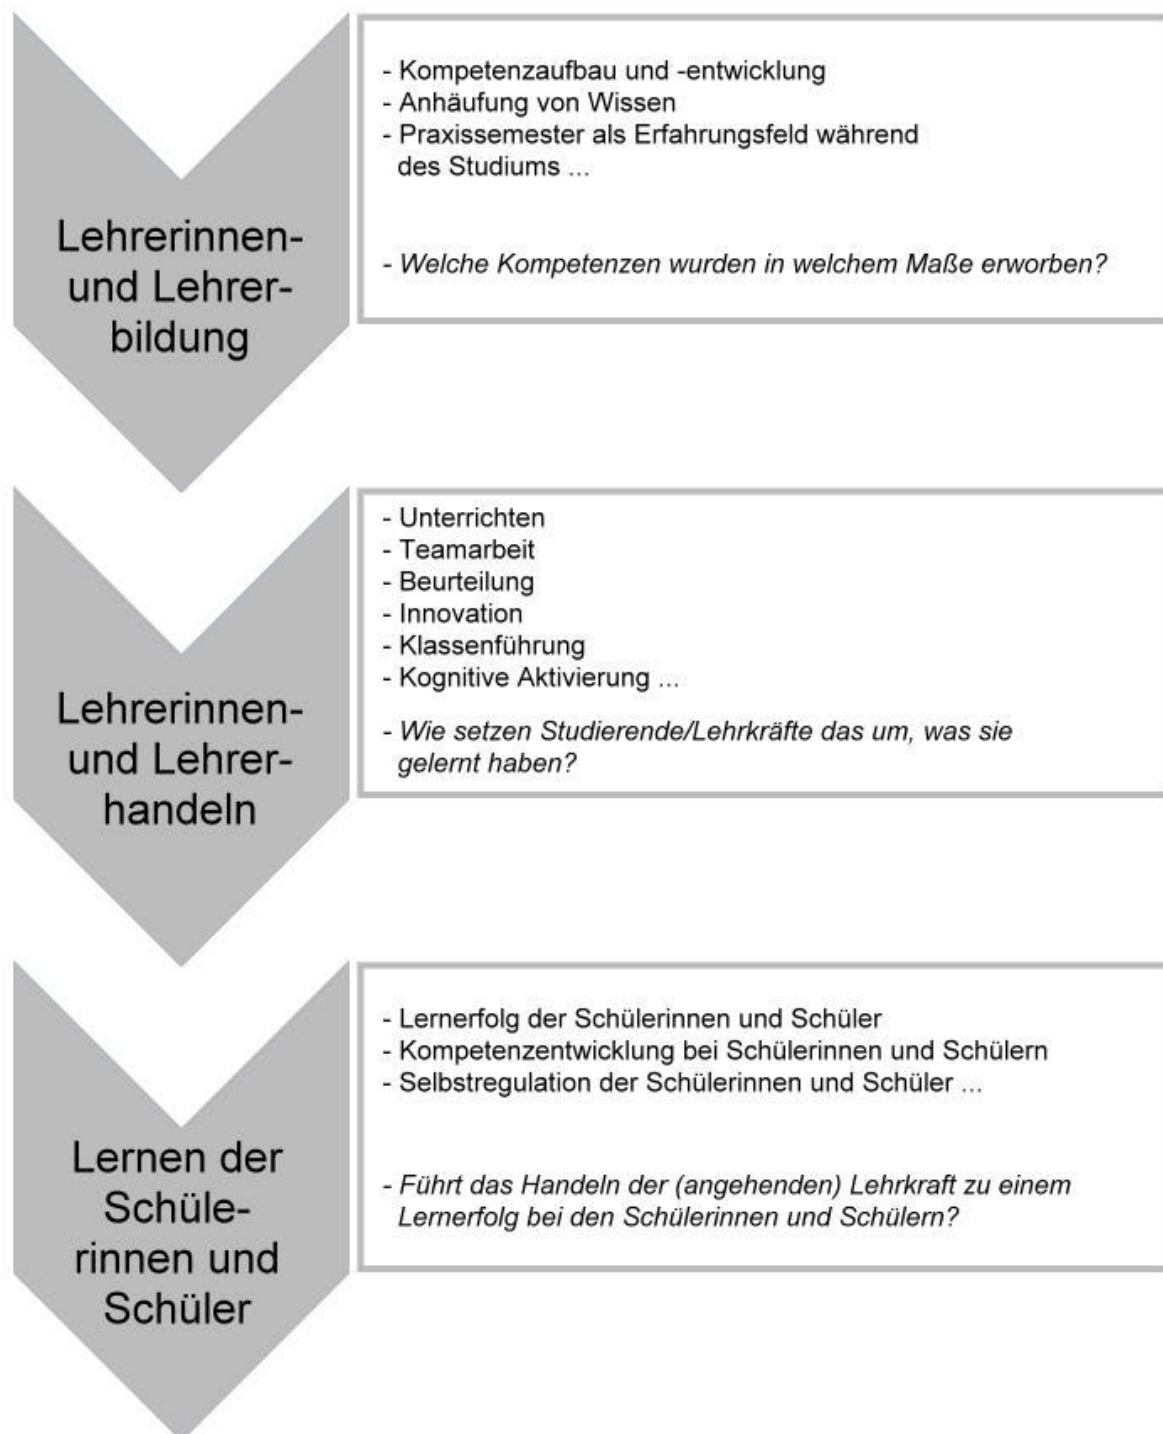 Lehrerinnen-
und Lehrer-
bildung
- Kompetenzaufbau und -entwicklung
- Anhäufung von Wissen
- Praxissemester als Erfahrungsfeld während
des Studiums ...
- Welche Kompetenzen wurden in welchem Maße erworben?
Lehrerinnen-
und Lehrer-
handeln
- Unterrichten
- Teamarbeit
- Beurteilung
- Innovation
- Klassenführung
- Kognitive Aktivierung ...
- Wie setzen Studierende/Lehrkräfte das um, was sie
gelernt haben?
Lernen der
Schüle-
rinnen und
Schüler
- Lernerfolg der Schülerinnen und Schüler
- Kompetenzentwicklung bei Schülerinnen und Schülern
- Selbstregulation der Schülerinnen und Schüler ...
- Führt das Handeln der (angehenden) Lehrkraft zu einem
Lernerfolg bei den Schülerinnen und Schülern?